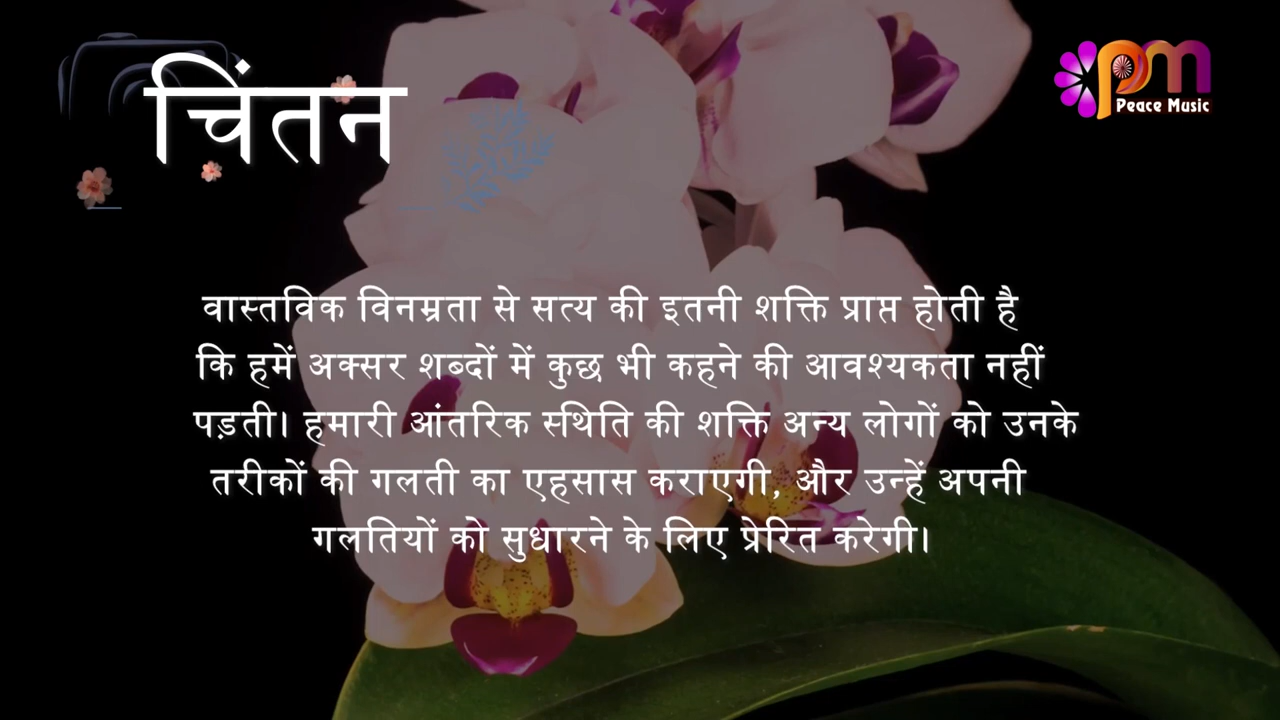 चिंतन
pm
Peace Music
वास्तविक विनम्रता से सत्य की इतनी शक्ति प्राप्त होती है
कि हमें अक्सर शब्दों में कुछ भी कहने की आवश्यकता नहीं
पड़ती। हमारी आंतरिक स्थिति की शक्ति अन्य लोगों को उनके
तरीकों की गलती का एहसास कराएगी, और उन्हें अपनी
गलतियों को सुधारने के लिए प्रेरित करेगी।